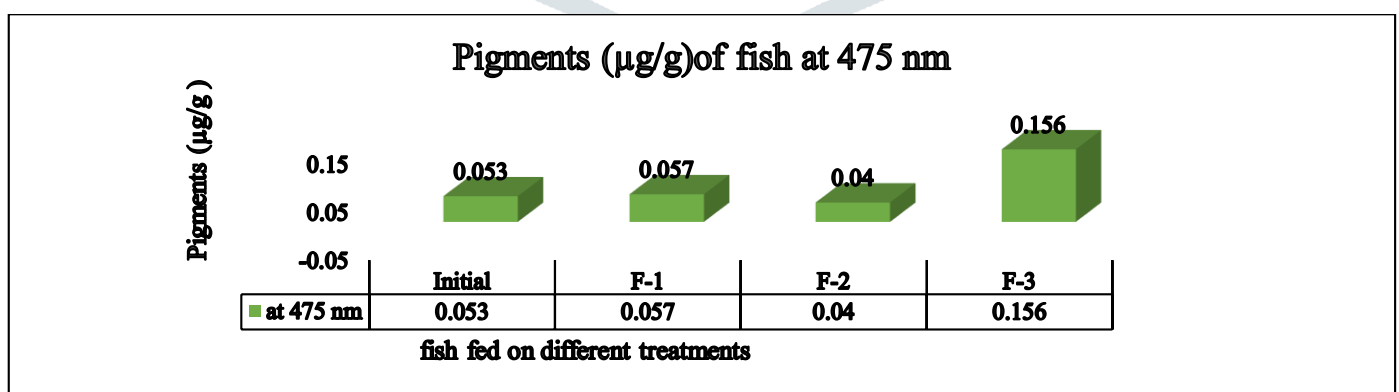 Pigments (µg/g)of fish at 475 nm
Pigments (µg/g )
0.15
0.05
-0.05
0.053
0.057
0.04
0.156
Initial F-1 F-2 F-3
at 475 nm 0.053 0.057 0.04 0.156
fish fed on different treatments